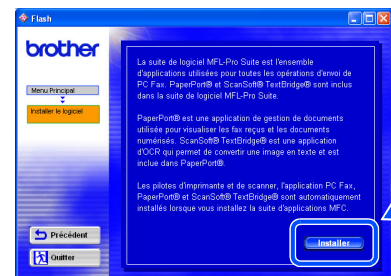 Flash
brother
Menu Principal
Installer le logiciel
La suite de logiciel MFL-Pro Suite est l'ensemble
d'applications utilisées pour toutes les opérations d'envoi de
PC Fax. PaperPort® et ScanSoft® TextBridge® sont inclus
dans la suite de logiciel MFL-Pro Suite.
PaperPort® est une application de gestion de documents
utilisée pour visualiser les fax reçus et les documents
numérisés. ScanSoft® TextBridge® est une application
d'OCR qui permet de convertir une image en texte et est
inclue dans PaperPort®.
Les pilotes d'imprimante et de scanner, l'application PC Fax,
PaperPort® et ScanSoft® TextBridge® sont automatiquement
installés lorsque vous installez la suite d'applications MFC.
Précédent
Quitter
Installer